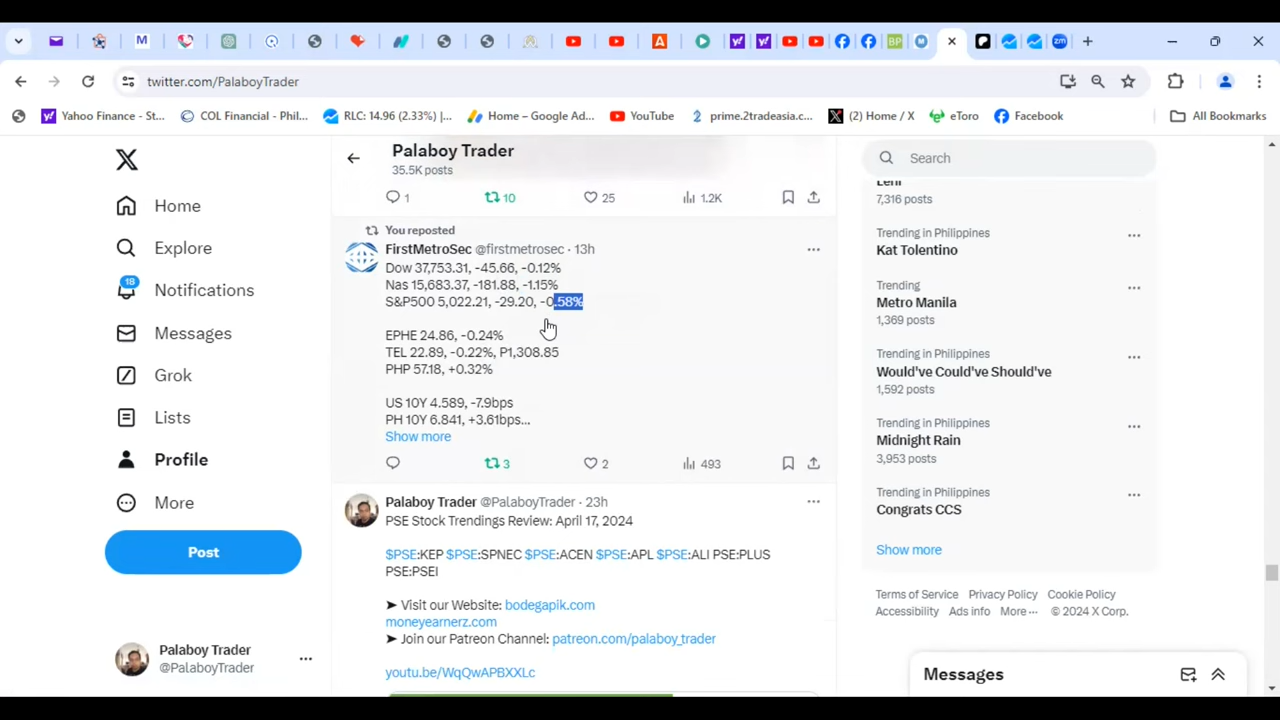 twitter.com/PalaboyTrader
Yahoo Finance - St...
COL Financial - Phil...
RLC: 14.96 (2.33%) |...
Home – Google Ad...
YouTube
prime.2tradeasia.c...
(2) Home / X
eToro
Facebook
All Bookmarks
Palaboy Trader
35.5K posts
Search
1
10
25
1.2K
Home
Explore
18
Notifications
Messages
Grok
Lists
Profile
More
Post
Palaboy Trader
@PalaboyTrader
You reposted
FirstMetroSec @firstmetrosec · 13h
Dow 37,753.31, -45.66, -0.12%
Nas 15,683.37, -181.88, -1.15%
S&P500 5,022.21, -29.20, -0.58%
EPHE 24.86, -0.24%
TEL 22.89, -0.22%, P1,308.85
PHP 57.18, +0.32%
US 10Y 4.589, -7.9bps
PH 10Y 6.841, +3.61bps...
Show more
3
2
493
Palaboy Trader @PalaboyTrader · 23h
PSE Stock Trendings Review: April 17, 2024
$PSE:KEP $PSE:SPNEC $PSE:ACEN $PSE:APL $PSE:ALI PSE:PLUS
PSE:PSEI
➤ Visit our Website: bodegapik.com
moneyearnerz.com
➤ Join our Patreon Channel: patreon.com/palaboy_trader
youtu.be/WqQwAPBXXLc
Leni
7,316 posts
Trending in Philippines
Kat Tolentino
Trending
Metro Manila
1,369 posts
Trending in Philippines
Would've Could've Should've
1,592 posts
Trending in Philippines
Midnight Rain
3,953 posts
Trending in Philippines
Congrats CCS
Show more
Terms of Service Privacy Policy Cookie Policy
Accessibility Ads info More ··· © 2024 X Corp.
Messages